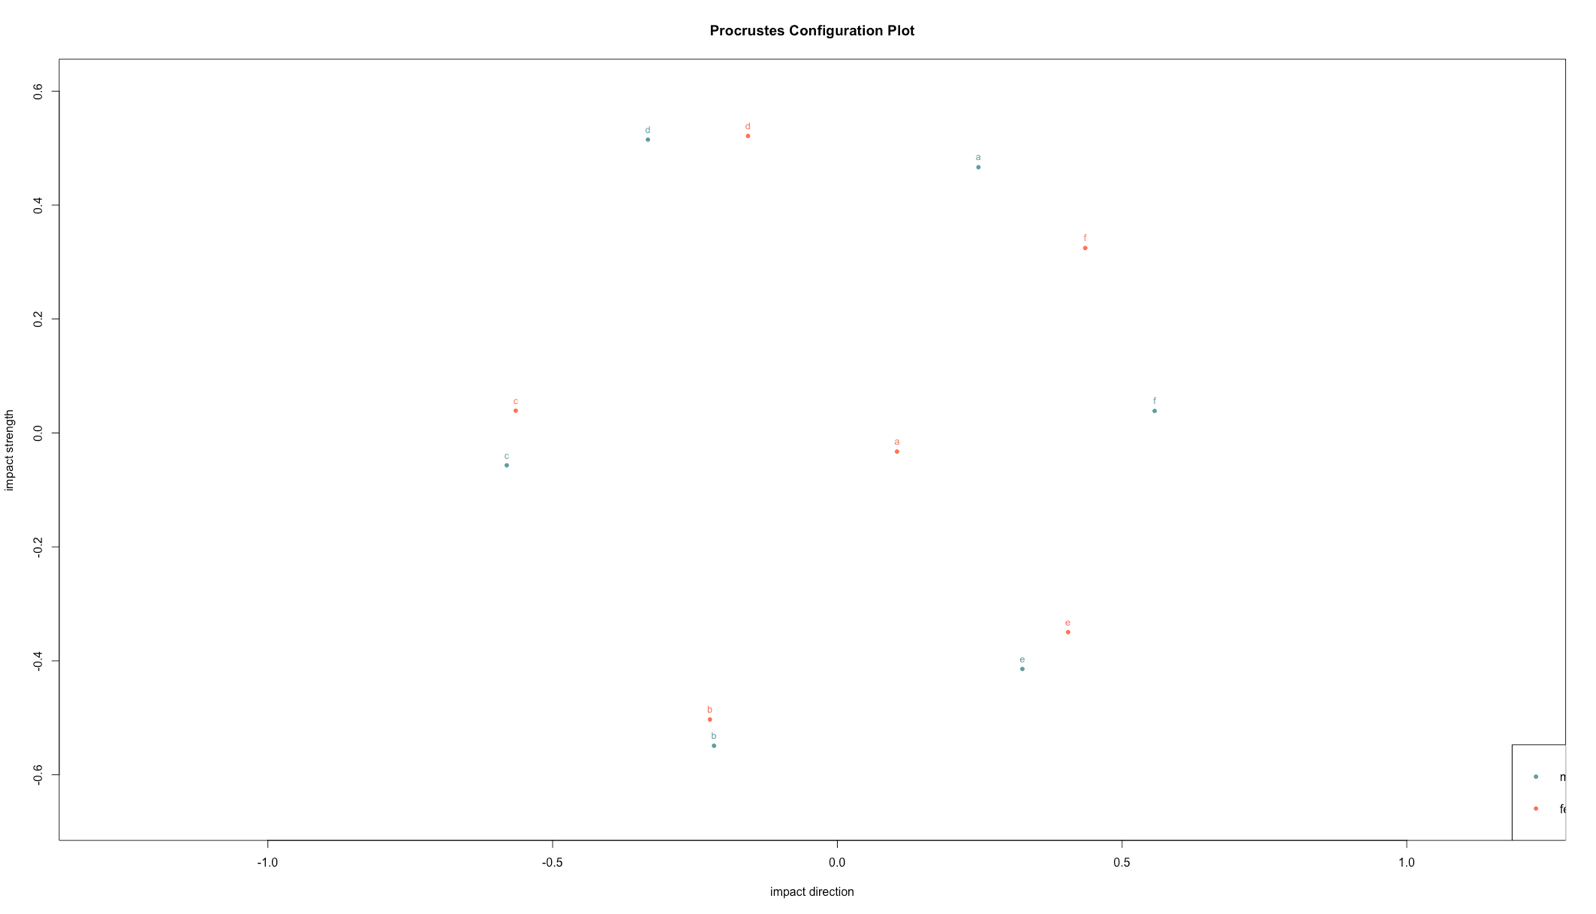 Procrustes Configuration Plot
0.6
0.4
0.2
0.0
-0.2
-0.4
-0.6
impact strength
d
d
a
f
c
f
a
c
e
e
b
b
-1.0
-0.5
0.0
0.5
1.0
impact direction